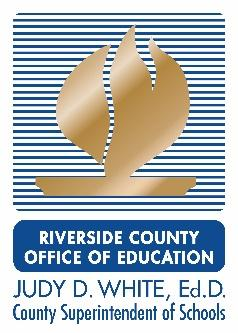 RIVERSIDE COUNTY
OFFICE OF EDUCATION
JUDY D. WHITE, Ed.D.
County Superintendent of Schools